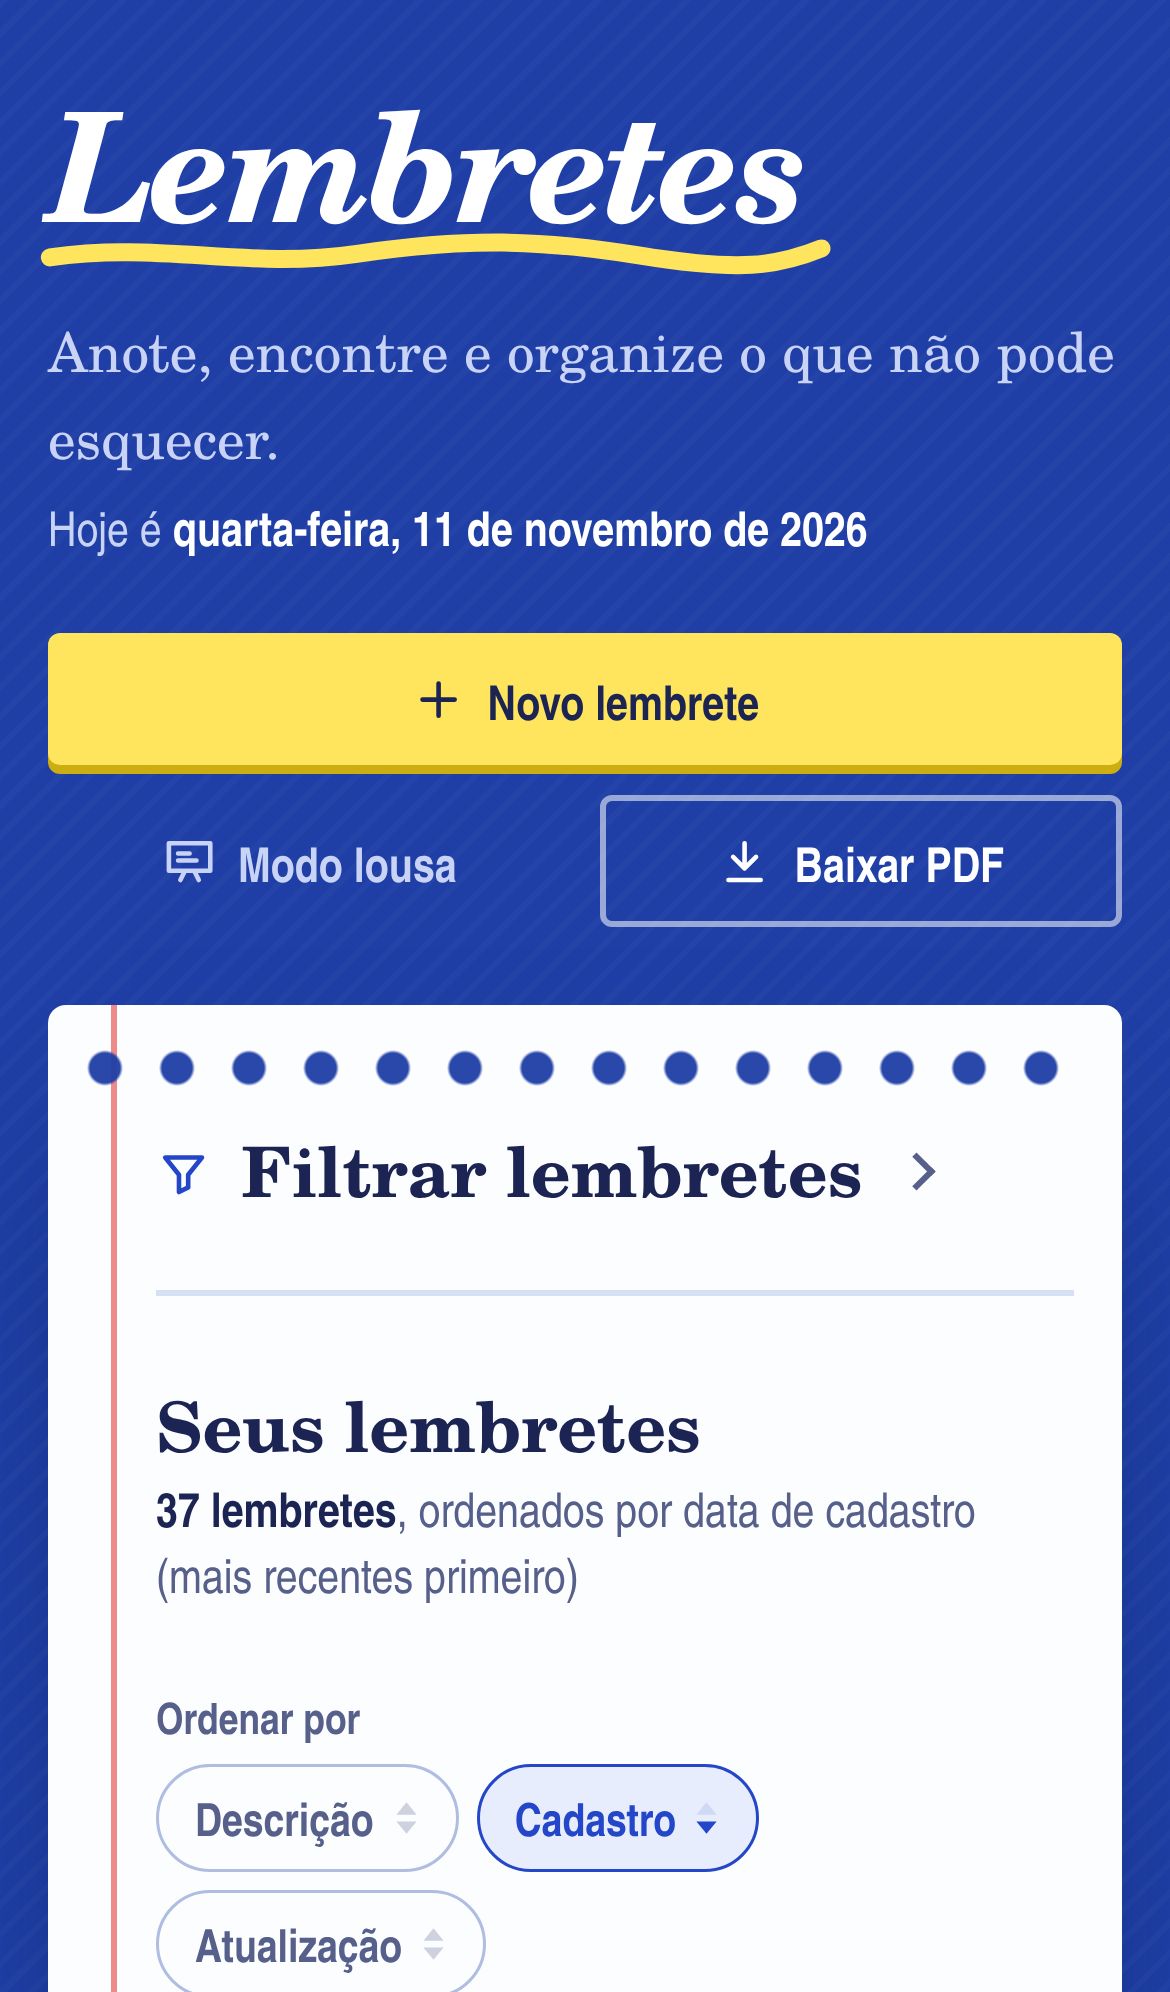 Lembretes
Anote, encontre e organize o que não pode
esquecer.
Hoje é quarta-feira, 11 de novembro de 2026
Novo lembrete
Modo lousa
Baixar PDF
Filtrar lembretes
Seus lembretes
37 lembretes, ordenados por data de cadastro
(mais recentes primeiro)
Ordenar por
Descrição
Cadastro
Atualização